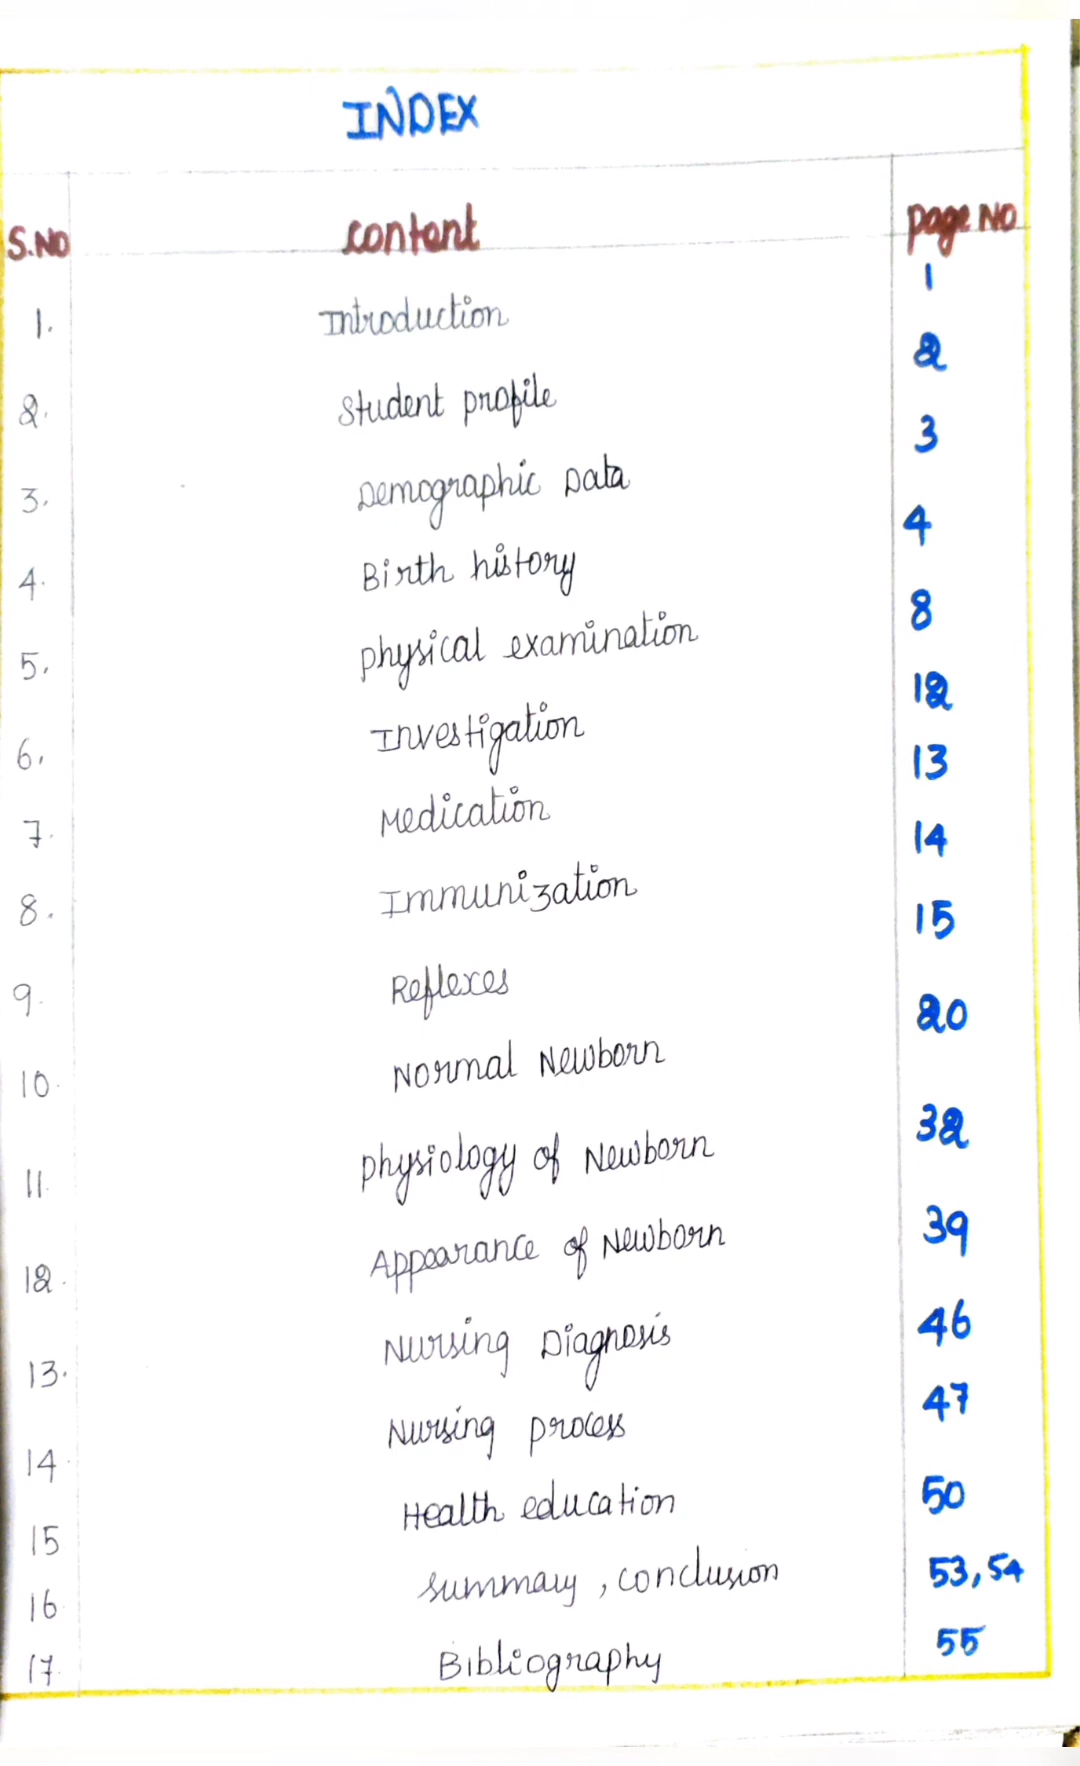 INDEX
S.NO content page NO
1. Introduction 1
2. Student profile 2
3. Demographic Data 3
4. Birth history 4
5. physical examination 8
6. Investigation 12
7. Medication 13
8. Immunization 14
9. Reflexes 15
10. Normal Newborn 20
11. physiology of Newborn 32
12. Appearance of Newborn 39
13. Nursing Diagnosis 46
14. Nursing process 47
15 Health education 50
16 summary, conclusion 53, 54
17. Bibliography 55